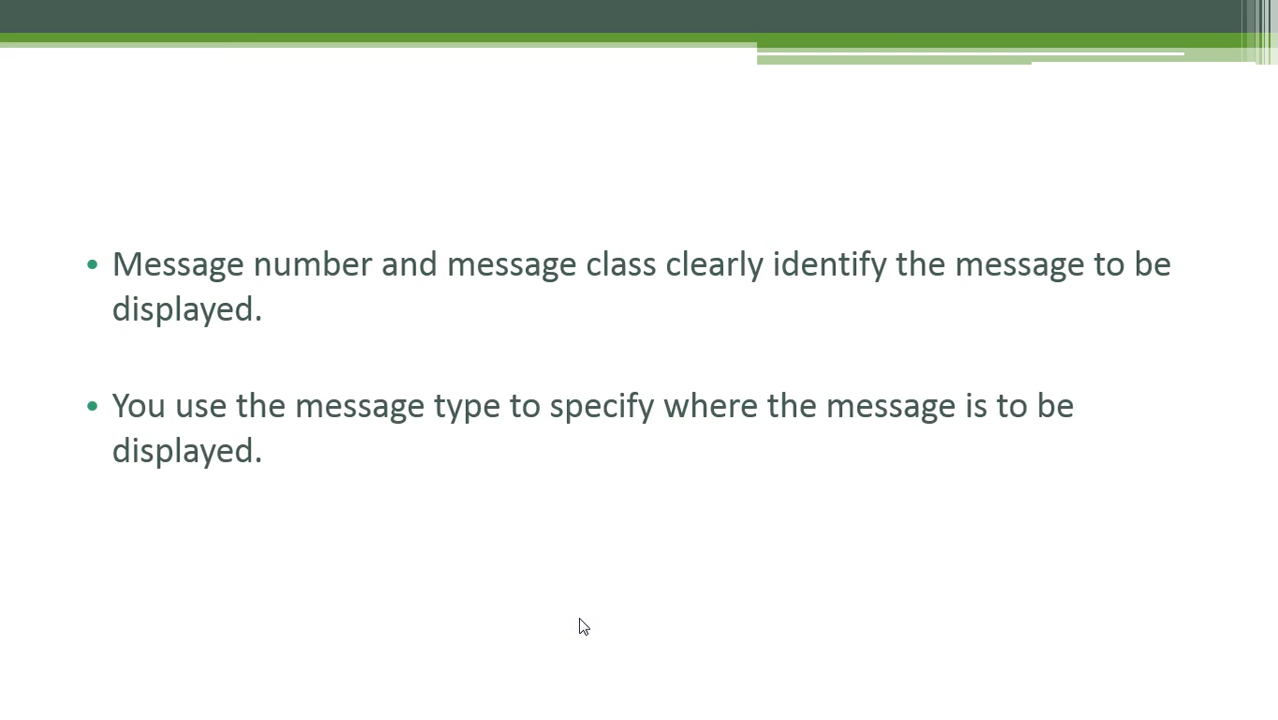 • Message number and message class clearly identify the message to be
displayed.
• You use the message type to specify where the message is to be
displayed.